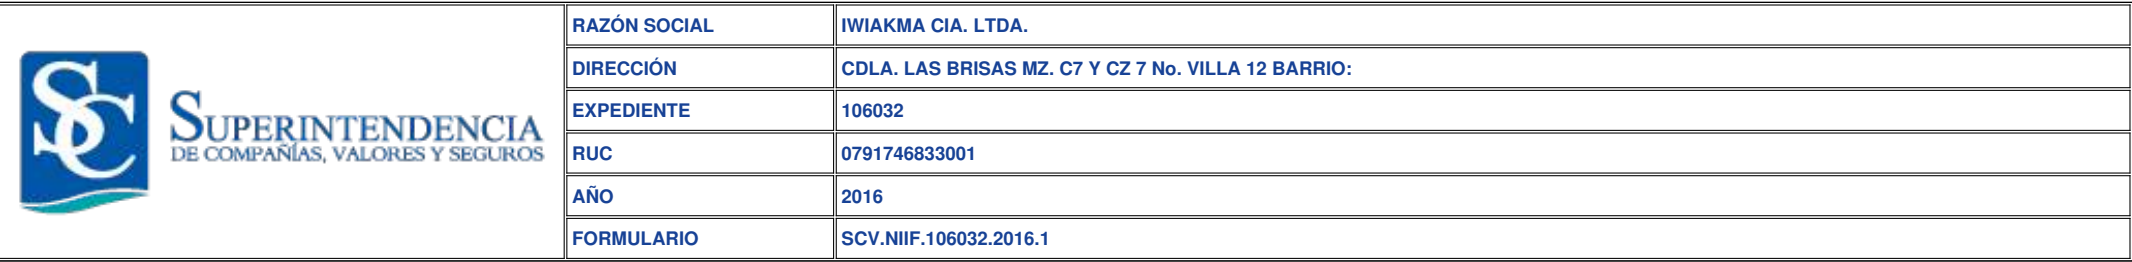 SC
SUPERINTENDENCIA
DE COMPAÑÍAS, VALORES Y SEGUROS
RAZÓN SOCIAL IWIAKMA CIA. LTDA.
DIRECCIÓN CDLA. LAS BRISAS MZ. C7 Y CZ 7 No. VILLA 12 BARRIO:
EXPEDIENTE 106032
RUC 0791746833001
AÑO 2016
FORMULARIO SCV.NIIF.106032.2016.1